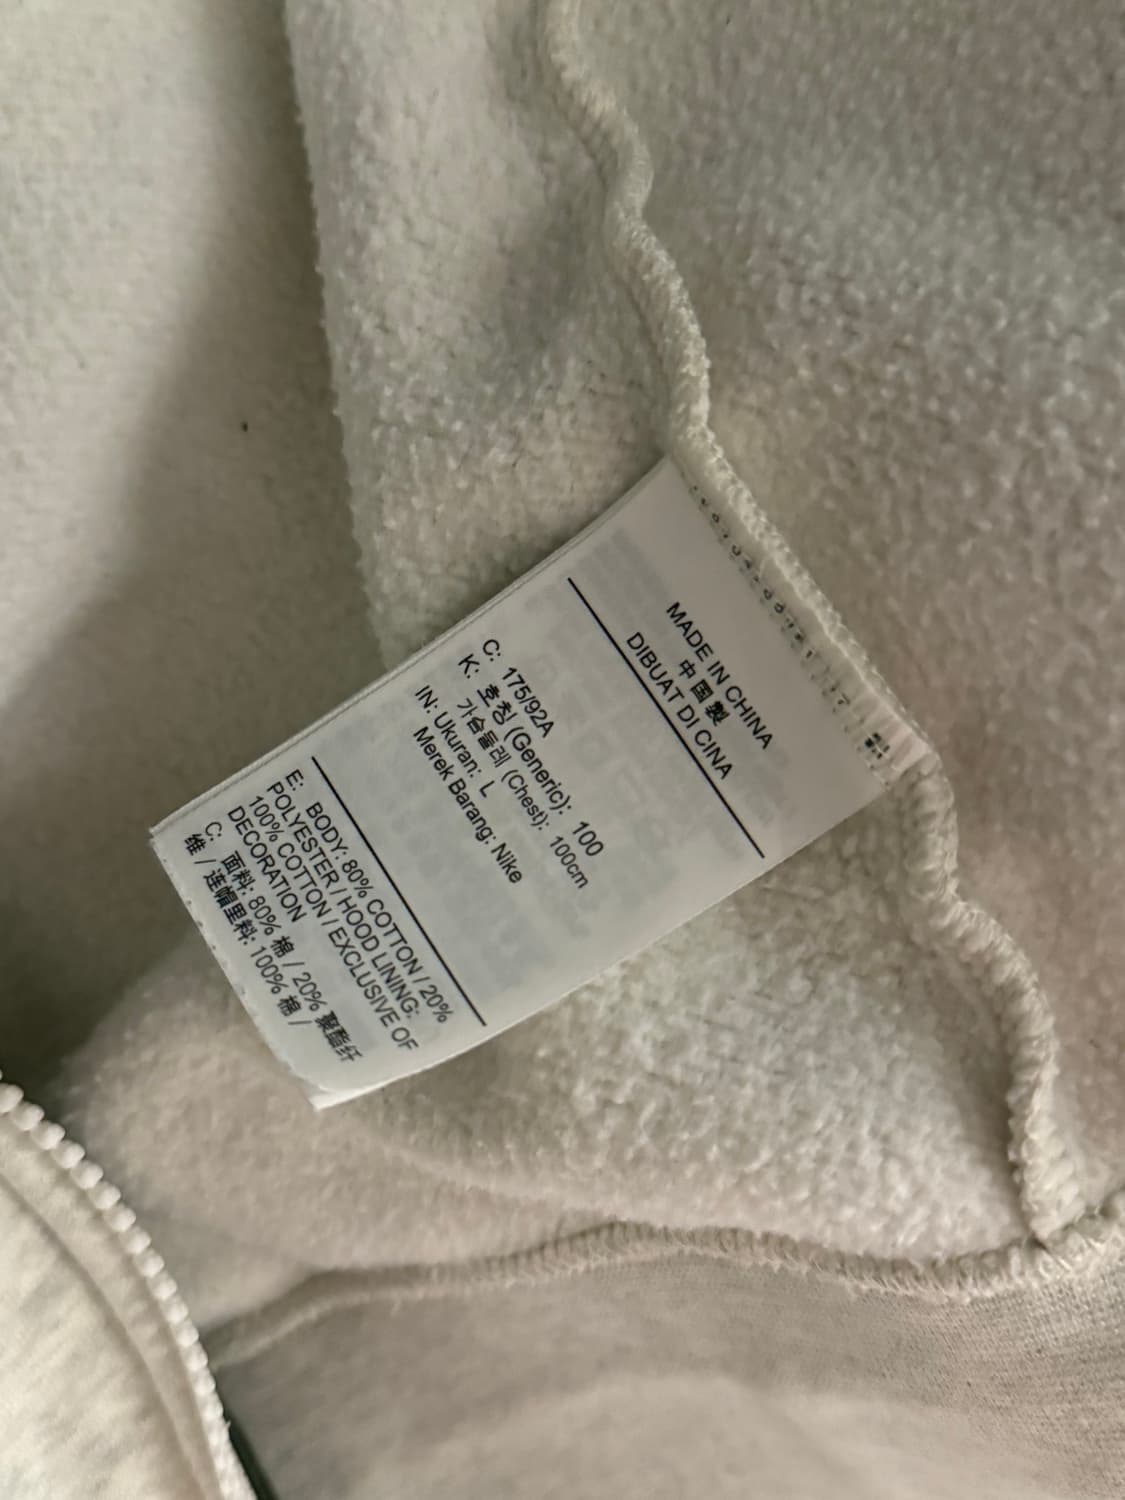 MADE IN CHINA
中国製
DIBUAT DI CINA
C: 175/92A
K: 호칭 (Generic): 100
가슴둘레 (Chest): 100cm
IN: Ukuran: L
Merek Barang: Nike
E: BODY: 80% COTTON / 20%
POLYESTER / HOOD LINING:
100% COTTON / EXCLUSIVE OF
DECORATION
C: 面料: 80% 棉 / 20% 聚酯纤
维 / 连帽里料: 100% 棉 /